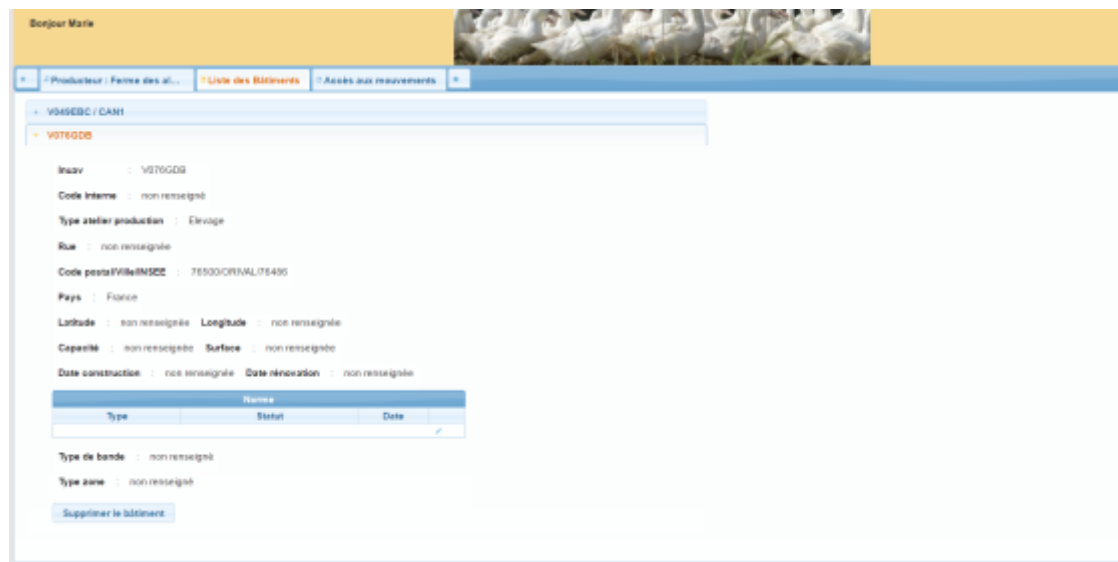 Bonjour Marie
Producteur : Ferme des al... Liste des Bâtiments Accès aux mouvements
V049EBC / CAN1
V076GDB
Inuav : V076GDB
Code interne : non renseigné
Type atelier production : Elevage
Rue : non renseignée
Code postal/Ville/INSEE : 76500/ORIVAL/76486
Pays : France
Latitude : non renseignée Longitude : non renseignée
Capacité : non renseignée Surface : non renseignée
Date construction : non renseignée Date rénovation : non renseignée
Norme
Type Statut Date
Type de bande : non renseigné
Type zone : non renseigné
Supprimer le bâtiment